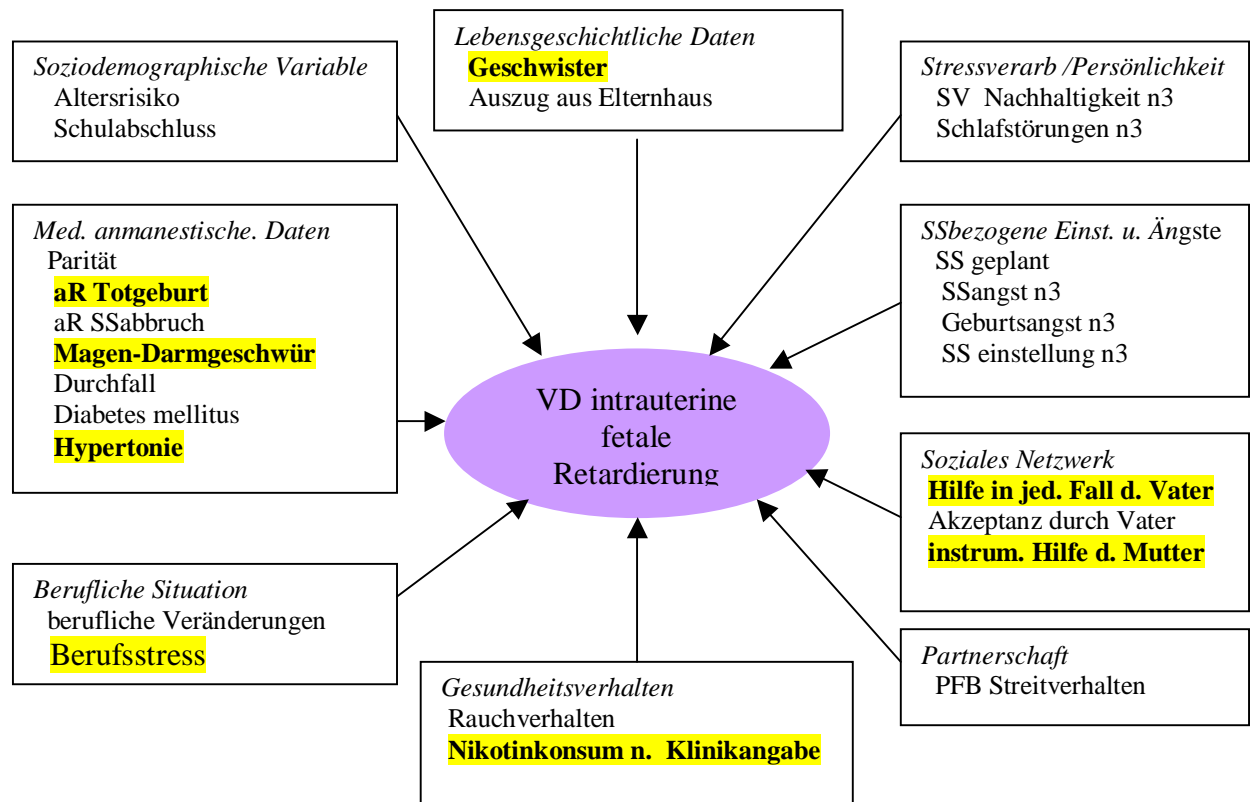 Soziodemographische Variable
Altersrisiko
Schulabschluss
Lebensgeschichtliche Daten
Geschwister
Auszug aus Elternhaus
Stressverarb /Persönlichkeit
SV Nachhaltigkeit n3
Schlafstörungen n3
Med. anmanestische. Daten
Parität
aR Totgeburt
aR SSabbruch
Magen-Darmgeschwür
Durchfall
Diabetes mellitus
Hypertonie
SSbezogene Einst. u. Ängste
SS geplant
SSangst n3
Geburtsangst n3
SS einstellung n3
VD intrauterine
fetale
Retardierung
Soziales Netzwerk
Hilfe in jed. Fall d. Vater
Akzeptanz durch Vater
instrum. Hilfe d. Mutter
Berufliche Situation
berufliche Veränderungen
Berufsstress
Gesundheitsverhalten
Rauchverhalten
Nikotinkonsum n. Klinikangabe
Partnerschaft
PFB Streitverhalten